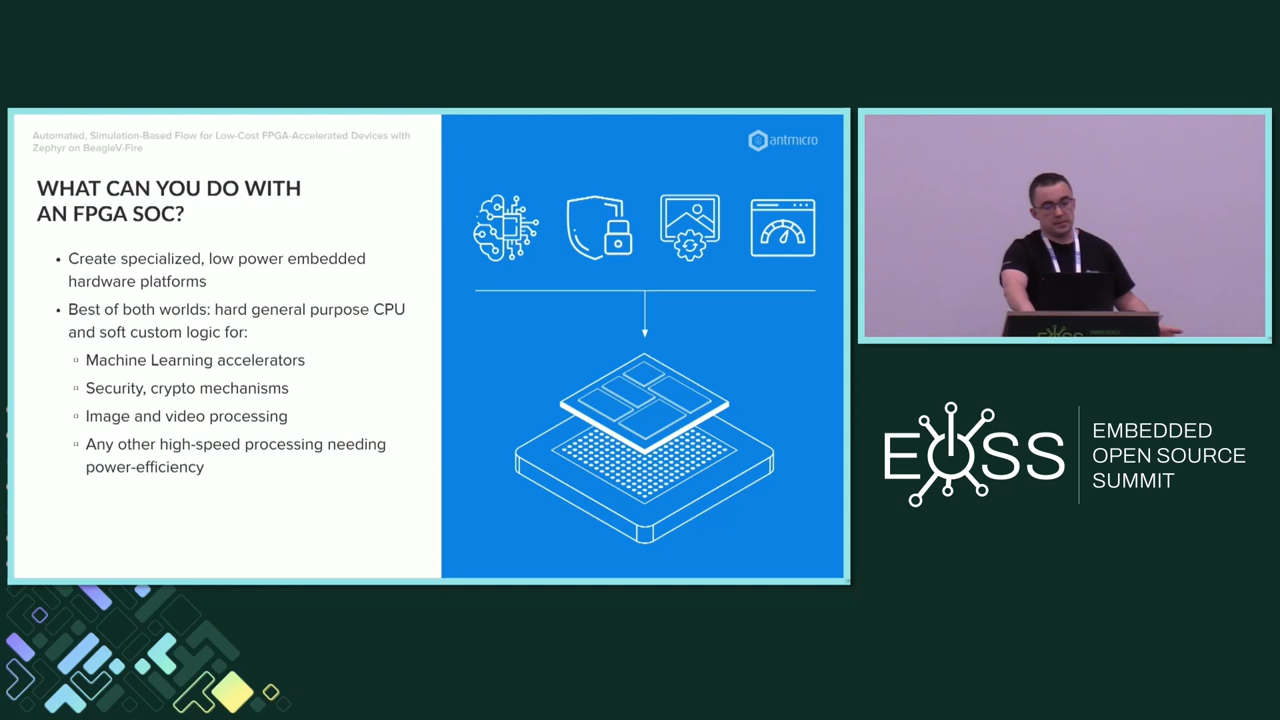 Automated, Simulation-Based Flow for Low-Cost FPGA-Accelerated Devices with
Zephyr on BeagleV-Fire
antmicro
WHAT CAN YOU DO WITH
AN FPGA SOC?
• Create specialized, low power embedded
hardware platforms
• Best of both worlds: hard general purpose CPU
and soft custom logic for:
Machine Learning accelerators
Security, crypto mechanisms
Image and video processing
Any other high-speed processing needing
power-efficiency
EOSS
EMBEDDED
OPEN SOURCE
SUMMIT